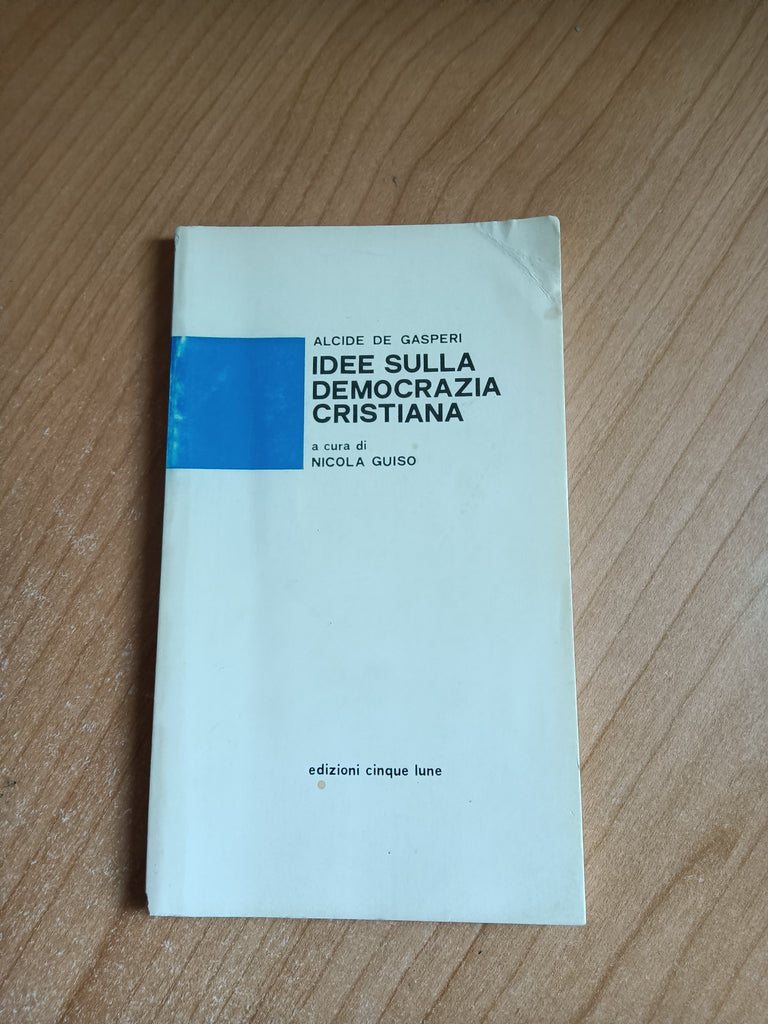 ALCIDE DE GASPERI
IDEE SULLA
DEMOCRAZIA
CRISTIANA
a cura di
NICOLA GUISO
edizioni cinque lune